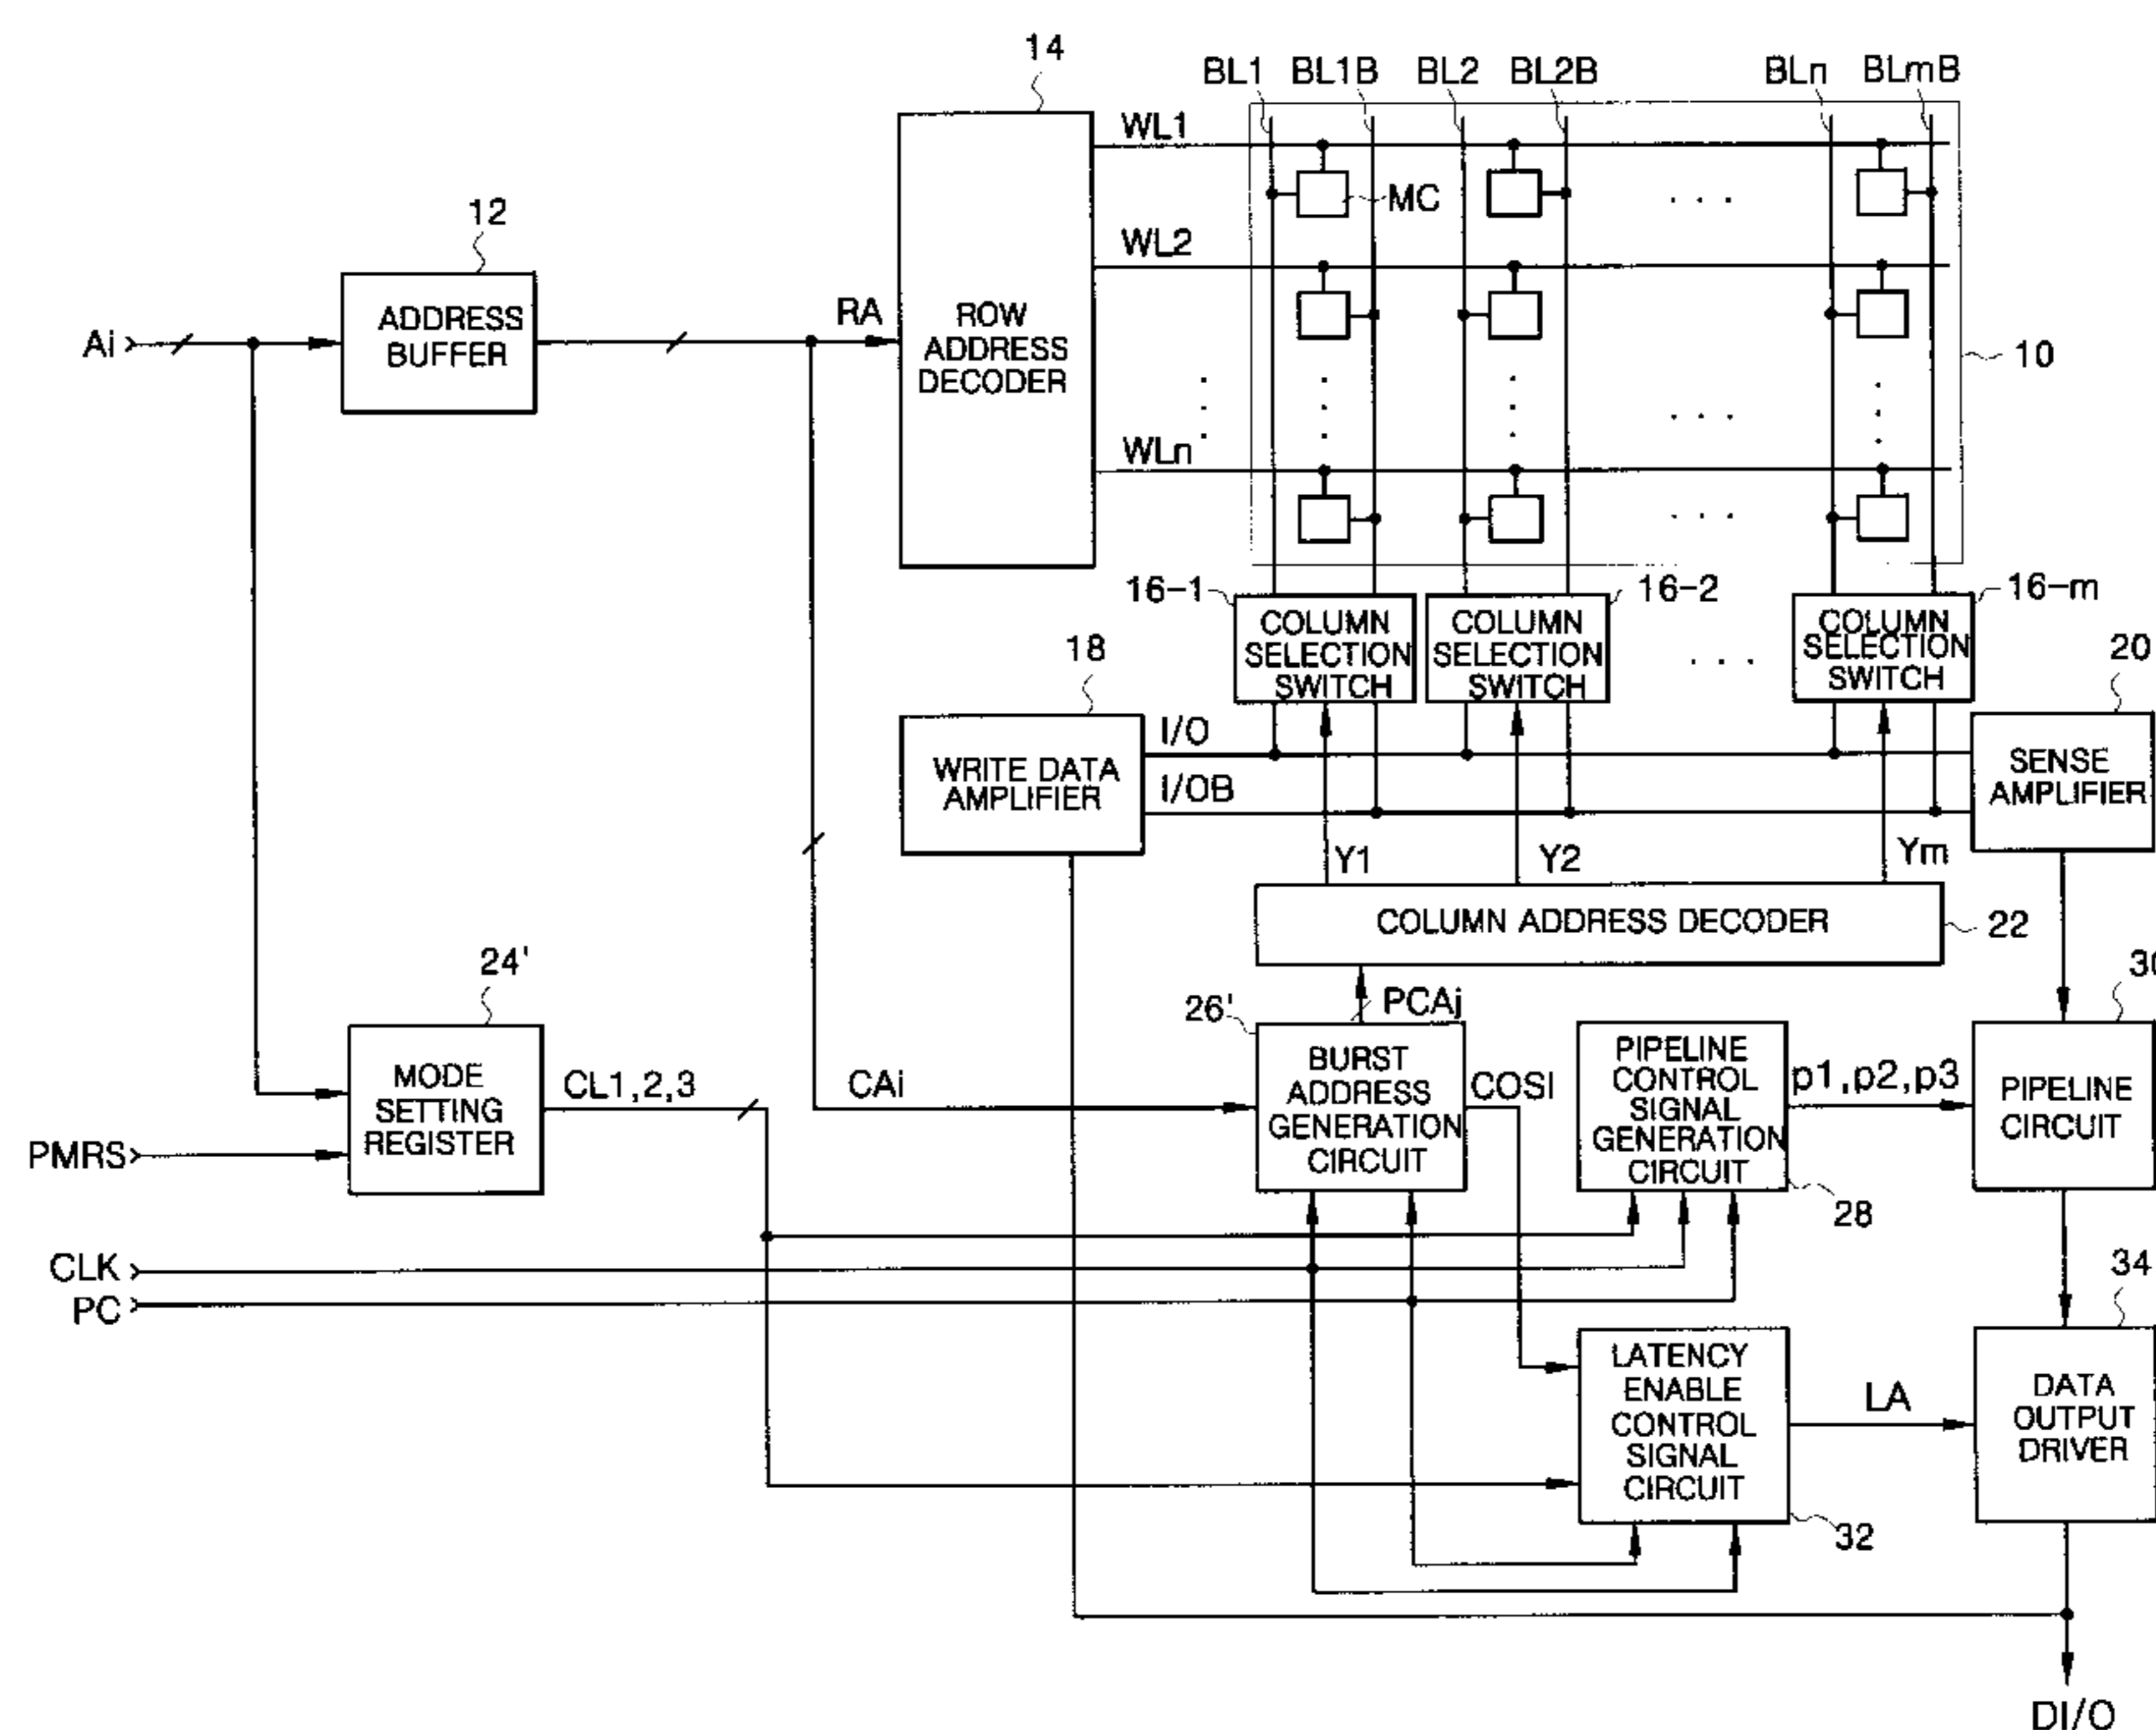 14
BL1 BL1B BL2 BL2B BLn BLmB
WL1
MC
12
WL2
Ai
ADDRESS
BUFFER
RA
ROW
ADDRESS
DECODER
10
WLn
16-1
16-2
16-m
COLUMN
SELECTION
SWITCH
COLUMN
SELECTION
SWITCH
COLUMN
SELECTION
SWITCH
18
20
WRITE DATA
AMPLIFIER
I/O
I/OB
SENSE
AMPLIFIER
Y1
Y2
Ym
COLUMN ADDRESS DECODER
22
24'
26'
PCAj
MODE
SETTING
REGISTER
CL1,2,3
CAi
BURST
ADDRESS
GENERATION
CIRCUIT
COSI
PIPELINE
CONTROL
SIGNAL
GENERATION
CIRCUIT
p1,p2,p3
PIPELINE
CIRCUIT
PMRS
28
CLK
PC
34
LATENCY
ENABLE
CONTROL
SIGNAL
CIRCUIT
LA
DATA
OUTPUT
DRIVER
32
DI/O